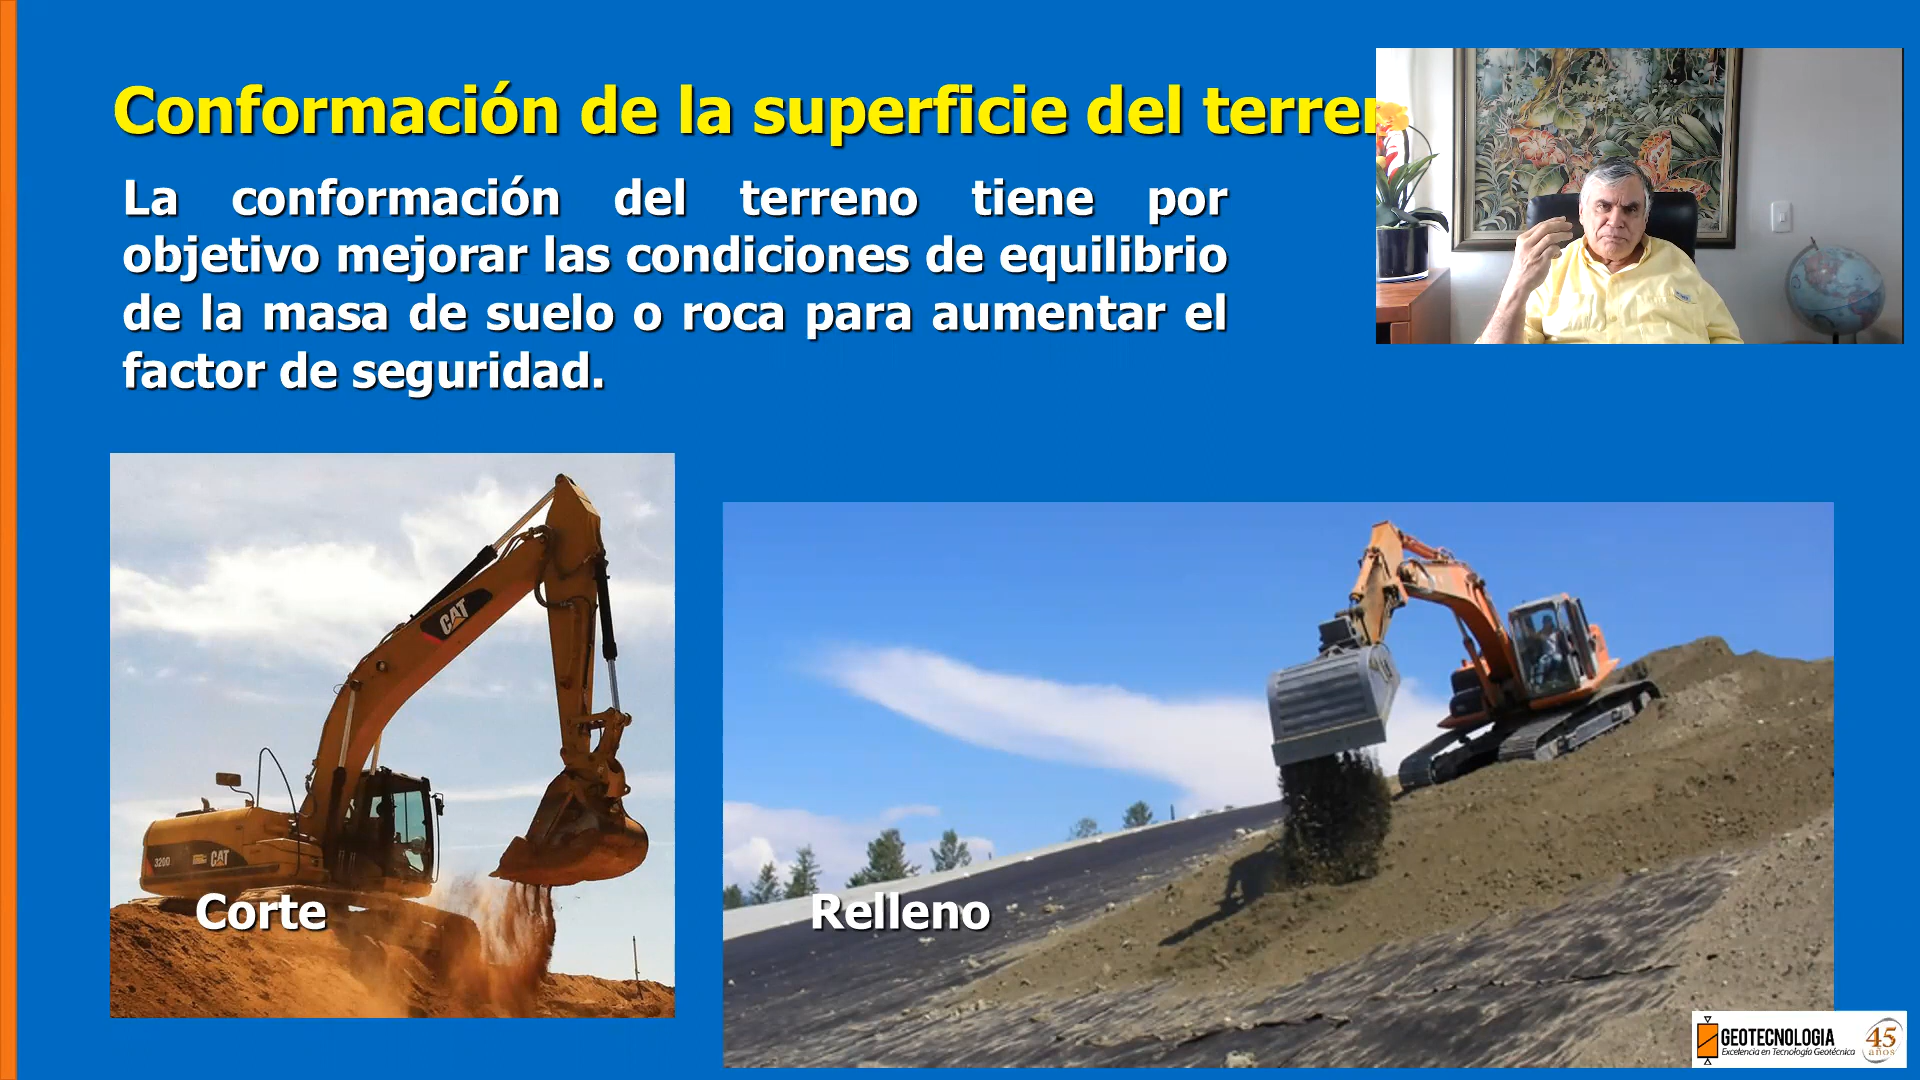 Conformación de la superficie del terren
La conformación del terreno tiene por
objetivo mejorar las condiciones de equilibrio
de la masa de suelo o roca para aumentar el
factor de seguridad.
CAT
320D
CAT
Corte
Relleno
GEOTECNOLOGIA
Excelencia en Tecnología Geotécnica
45
años